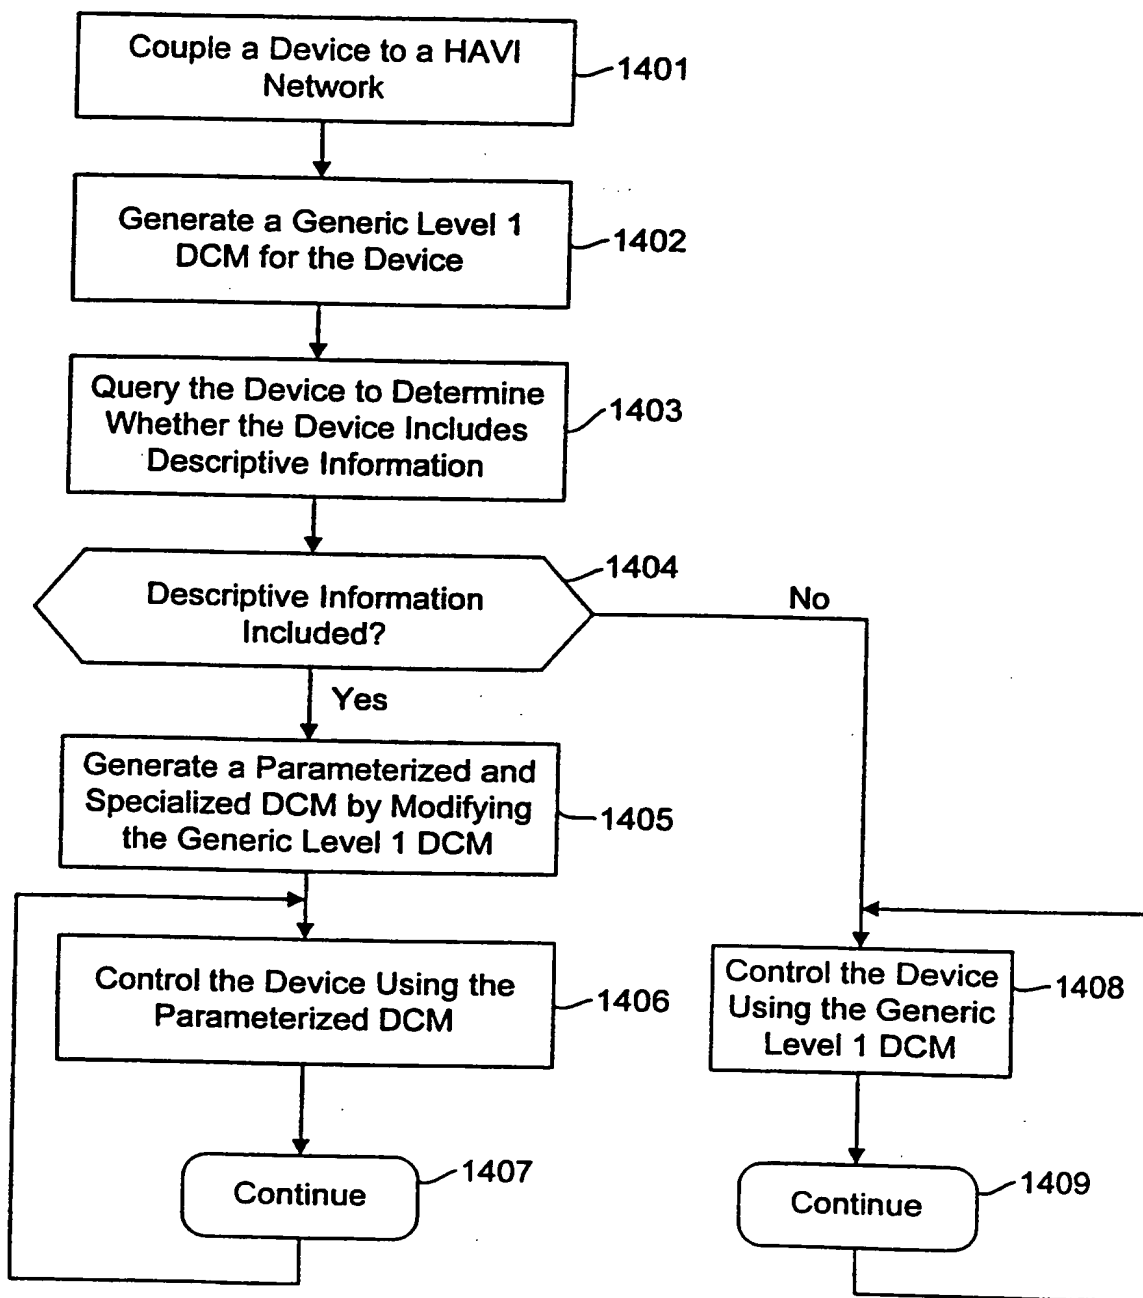 Couple a Device to a HAVI
Network
1401
Generate a Generic Level 1
DCM for the Device
1402
Query the Device to Determine
Whether the Device Includes
Descriptive Information
1403
Descriptive Information
Included?
1404
No
Yes
Generate a Parameterized and
Specialized DCM by Modifying
the Generic Level 1 DCM
1405
Control the Device Using the
Parameterized DCM
1406
Control the Device
Using the Generic
Level 1 DCM
1408
Continue
1407
Continue
1409